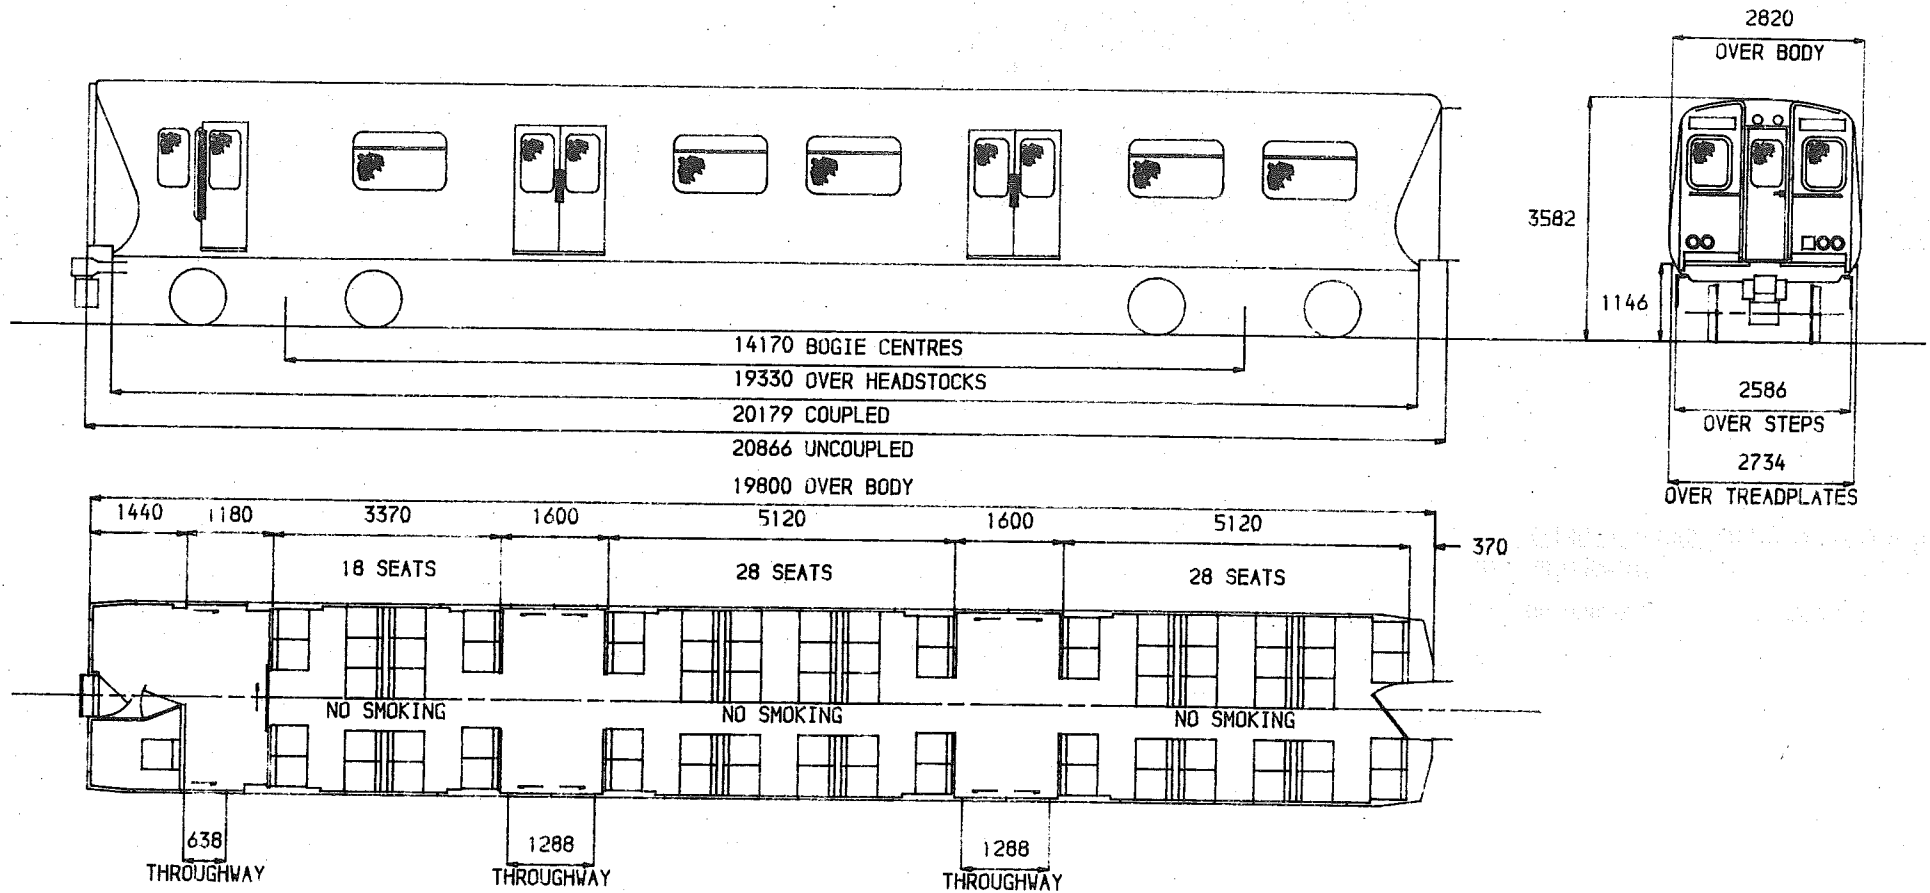 2820
OVER BODY
3582
1146
14170 BOGIE CENTRES
19330 OVER HEADSTOCKS
20179 COUPLED
20866 UNCOUPLED
2586
OVER STEPS
2734
OVER TREADPLATES
19800 OVER BODY
1440 1180 3370 1600 5120 1600 5120
370
18 SEATS 28 SEATS 28 SEATS
NO SMOKING NO SMOKING NO SMOKING
638 1288 1288
THROUGHWAY THROUGHWAY THROUGHWAY